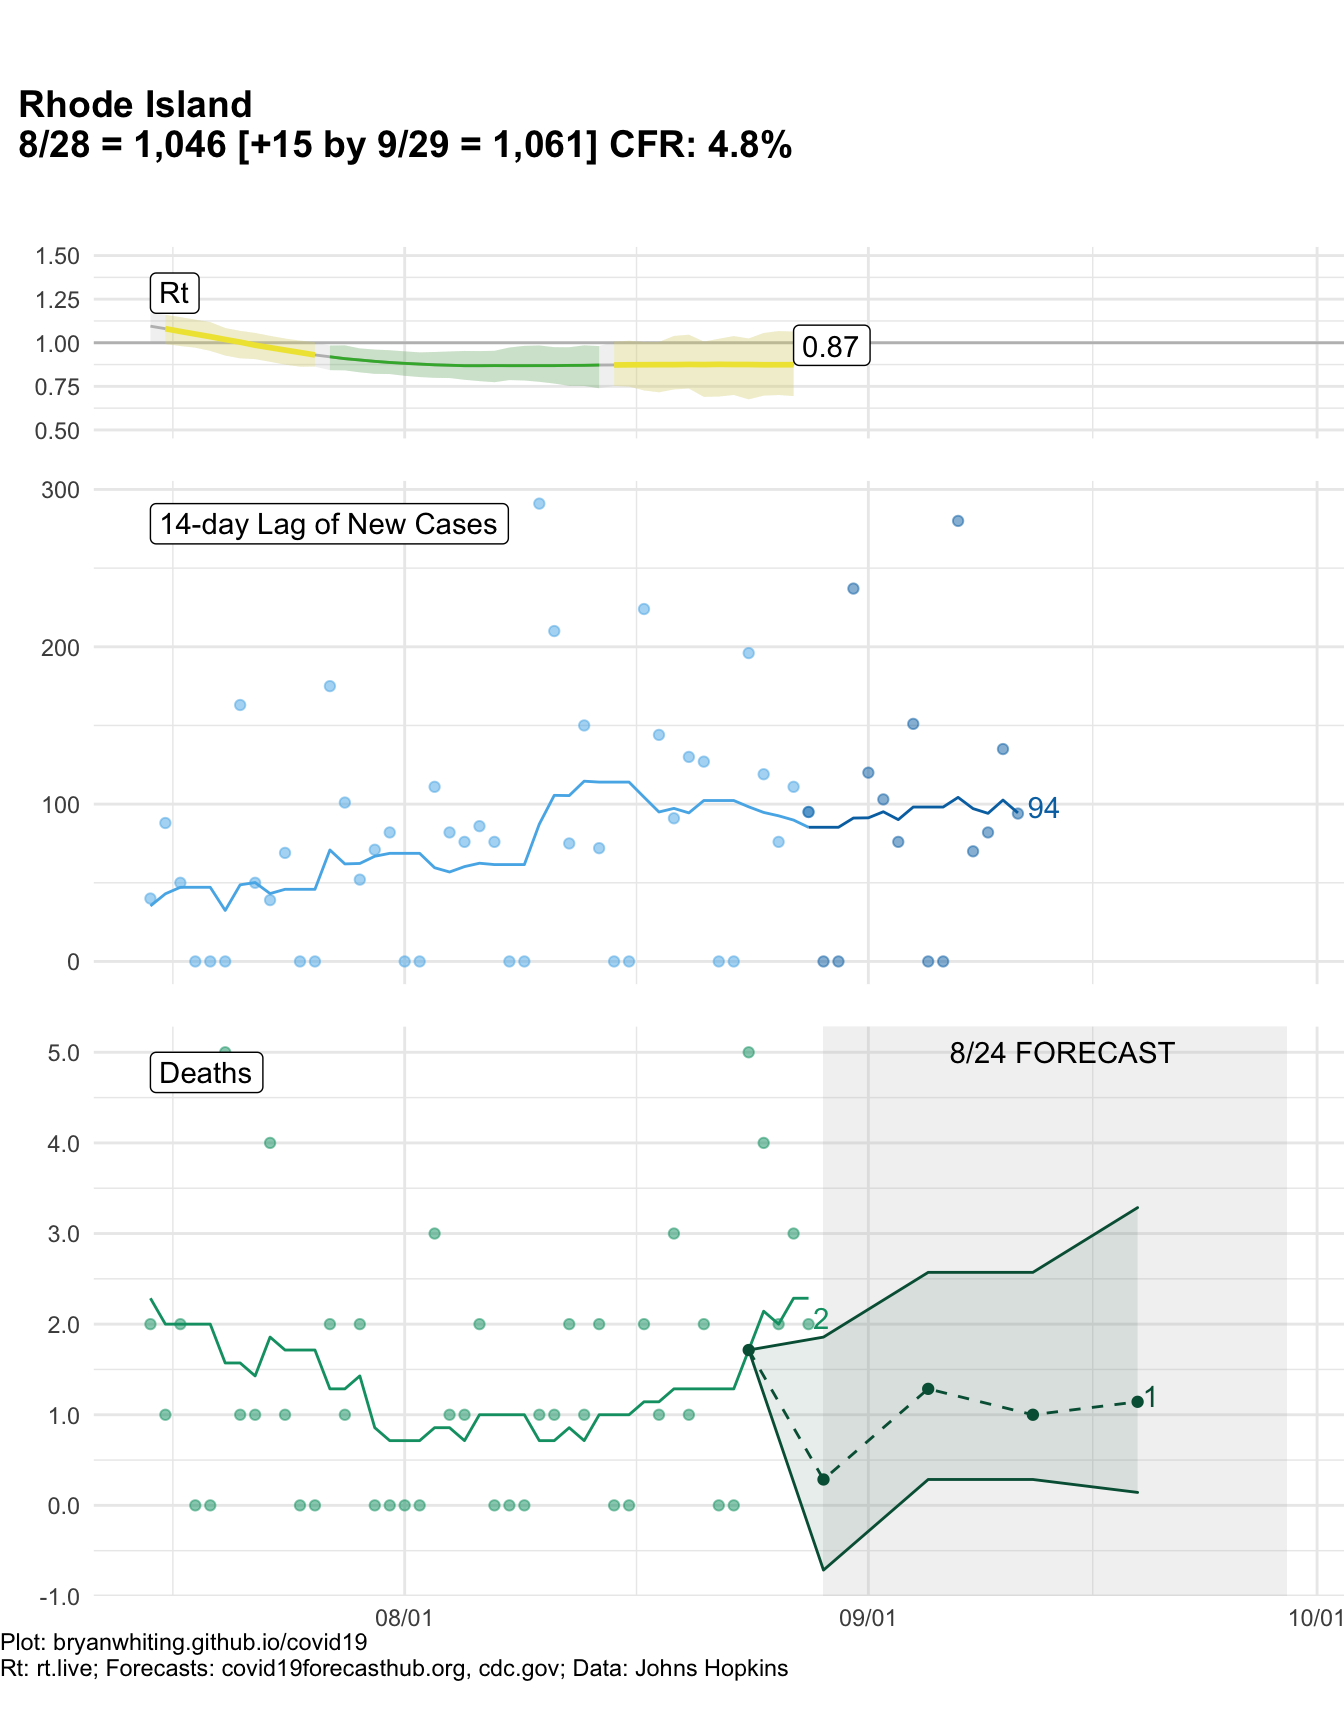 Rhode Island
8/28 = 1,046 [+15 by 9/29 = 1,061] CFR: 4.8%
1.50
Rt
1.25
1.00
0.87
0.75
0.50
300
14-day Lag of New Cases
200
100
94
0
5.0
8/24 FORECAST
Deaths
4.0
3.0
2.0
2
1
1.0
0.0
-1.0
08/01
09/01
10/01
Plot: bryanwhiting.github.io/covid19
Rt: rt.live; Forecasts: covid19forecasthub.org, cdc.gov; Data: Johns Hopkins